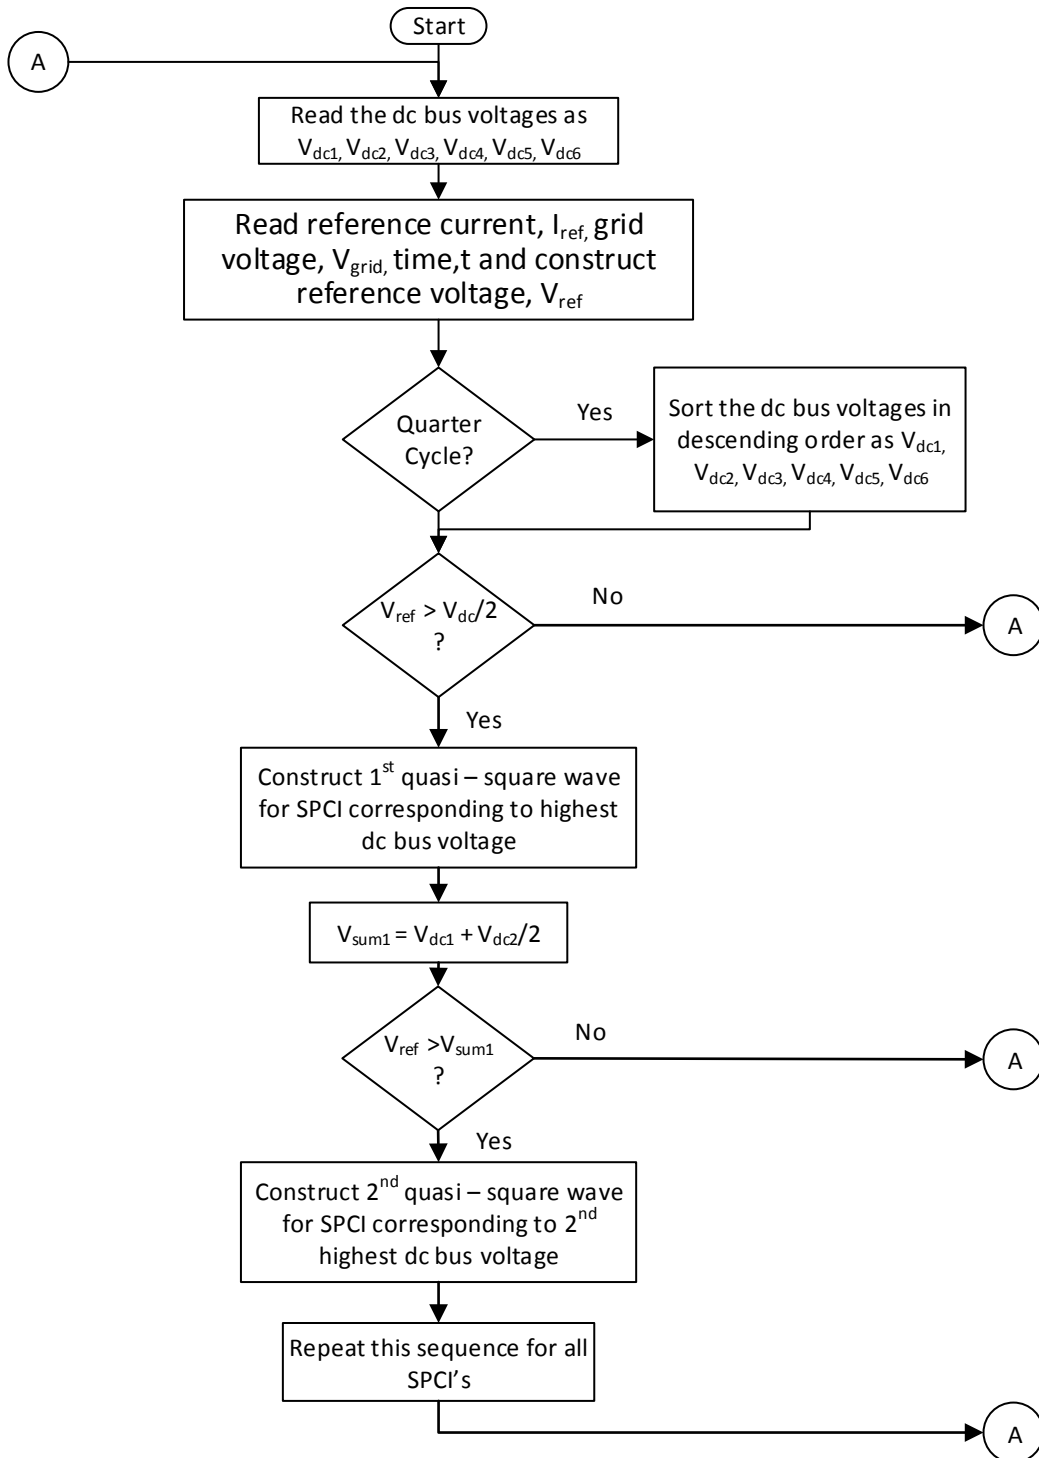 Start
A
Read the dc bus voltages as
Vdc1, Vdc2, Vdc3, Vdc4, Vdc5, Vdc6
Read reference current, Iref, grid
voltage, Vgrid, time,t and construct
reference voltage, Vref
Quarter
Cycle?
Yes
Sort the dc bus voltages in
descending order as Vdc1,
Vdc2, Vdc3, Vdc4, Vdc5, Vdc6
Vref > Vdc/2
?
No
A
Yes
Construct 1st quasi – square wave
for SPCI corresponding to highest
dc bus voltage
Vsum1 = Vdc1 + Vdc2/2
Vref >Vsum1
?
No
A
Yes
Construct 2nd quasi – square wave
for SPCI corresponding to 2nd
highest dc bus voltage
Repeat this sequence for all
SPCI’s
A